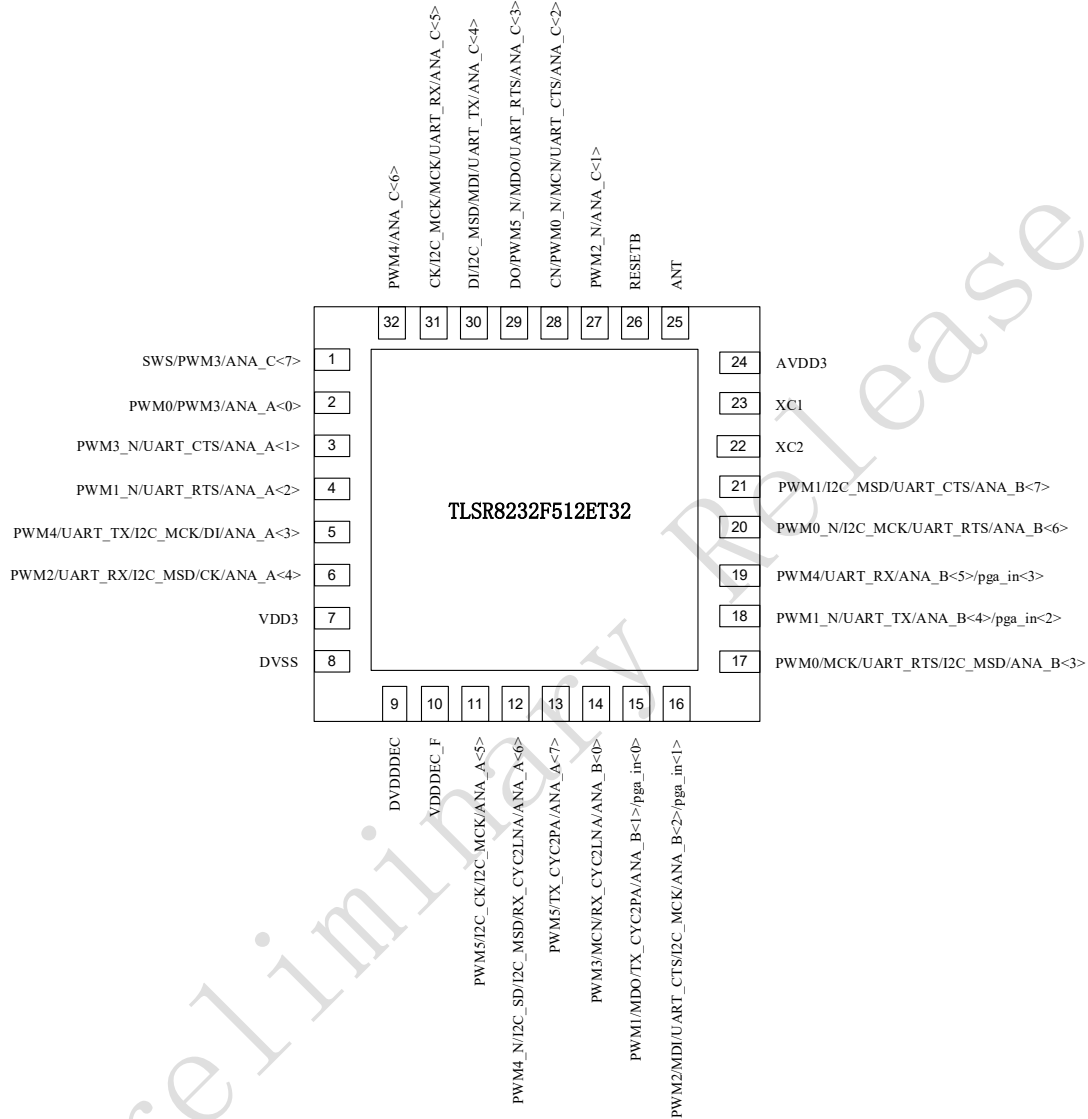 PWM4/ANA_C<6>
CK/I2C_MCK/MCK/UART_RX/ANA_C<5>
DI/I2C_MSD/MDI/UART_TX/ANA_C<4>
DO/PWM5_N/MDO/UART_RTS/ANA_C<3>
CN/PWM0_N/MCN/UART_CTS/ANA_C<2>
PWM2_N/ANA_C<1>
RESETB
ANT
32
31
30
29
28
27
26
25
SWS/PWM3/ANA_C<7>
1
PWM0/PWM3/ANA_A<0>
2
PWM3_N/UART_CTS/ANA_A<1>
3
PWM1_N/UART_RTS/ANA_A<2>
4
PWM4/UART_TX/I2C_MCK/DI/ANA_A<3>
5
PWM2/UART_RX/I2C_MSD/CK/ANA_A<4>
6
VDD3
7
DVSS
8
TLSR8232F512ET32
24
AVDD3
23
XC1
22
XC2
21
PWM1/I2C_MSD/UART_CTS/ANA_B<7>
20
PWM0_N/I2C_MCK/UART_RTS/ANA_B<6>
19
PWM4/UART_RX/ANA_B<5>/pga_in<3>
18
PWM1_N/UART_TX/ANA_B<4>/pga_in<2>
17
PWM0/MCK/UART_RTS/I2C_MSD/ANA_B<3>
9
10
11
12
13
14
15
16
DVDDDEC
VDDDEC_F
PWM5/I2C_CK/I2C_MCK/ANA_A<5>
PWM4_N/I2C_SD/I2C_MSD/RX_CYC2LNA/ANA_A<6>
PWM5/TX_CYC2PA/ANA_A<7>
PWM3/MCN/RX_CYC2LNA/ANA_B<0>
PWM1/MDO/TX_CYC2PA/ANA_B<1>/pga_in<0>
PWM2/MDI/UART_CTS/I2C_MCK/ANA_B<2>/pga_in<1>
reliminary Release